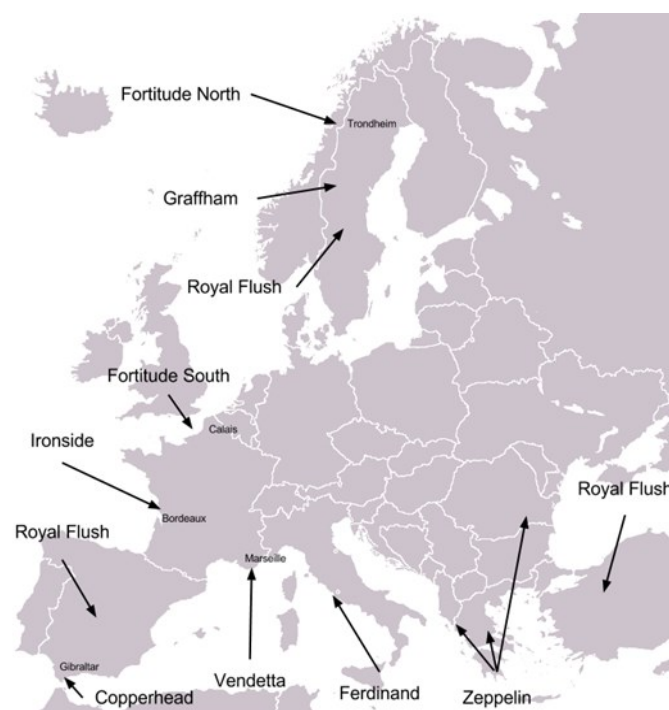 Fortitude North
Trondheim
Graffham
Royal Flush
Fortitude South
Calais
Ironside
Royal Flush
Bordeaux
Royal Flush
Marseille
Gibraltar
Vendetta
Copperhead
Ferdinand
Zeppelin